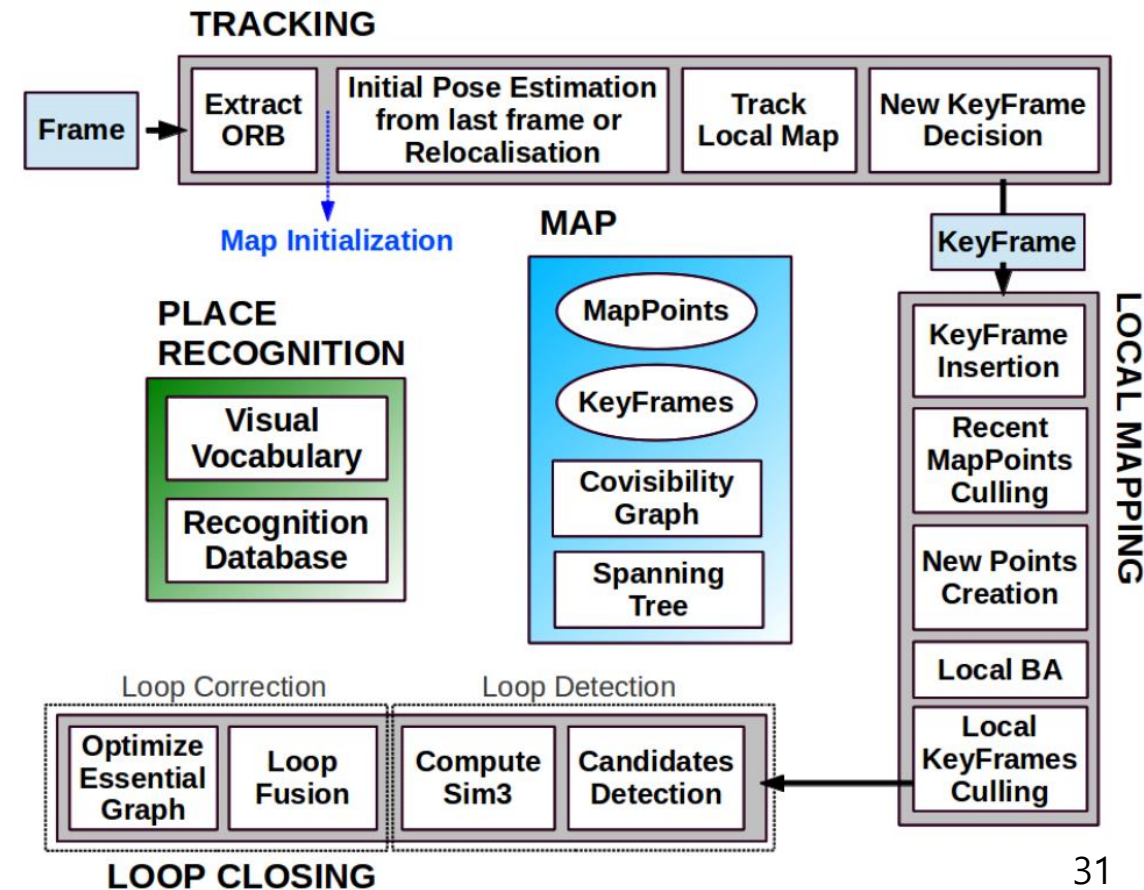 TRACKING
Frame
Extract
ORB
Initial Pose Estimation
from last frame or
Relocalisation
Track
Local Map
New KeyFrame
Decision
Map Initialization
MAP
KeyFrame
MapPoints
KeyFrames
Covisibility
Graph
Spanning
Tree
PLACE
RECOGNITION
Visual
Vocabulary
Recognition
Database
LOCAL MAPPING
KeyFrame
Insertion
Recent
MapPoints
Culling
New Points
Creation
Local BA
Local
KeyFrames
Culling
Loop Correction
Loop Detection
Optimize
Essential
Graph
Loop
Fusion
Compute
Sim3
Candidates
Detection
LOOP CLOSING
31